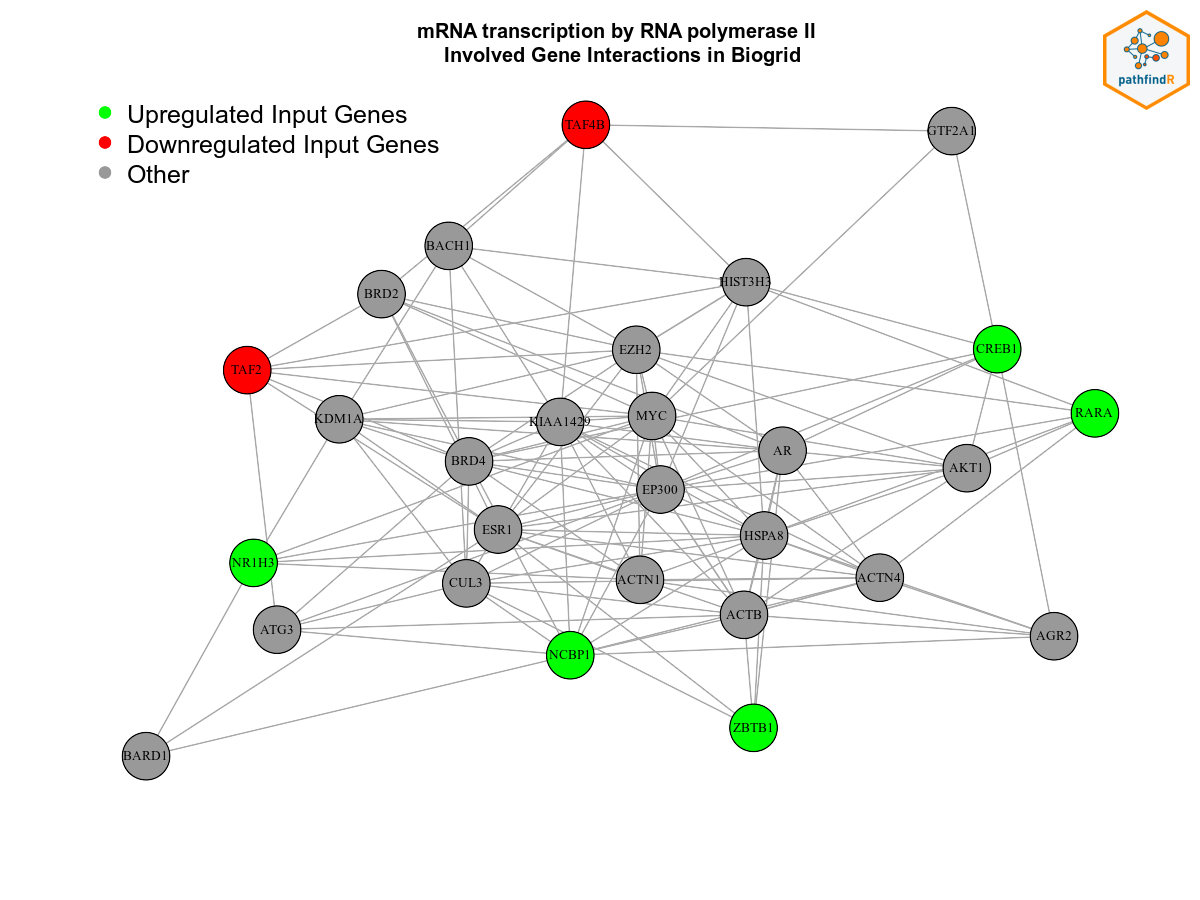 mRNA transcription by RNA polymerase II
Involved Gene Interactions in Biogrid
pathfindR
Upregulated Input Genes
Downregulated Input Genes
Other
TAF4B
GTF2A1
BACH1
HIST3H3
BRD2
EZH2
CREB1
TAF2
RARA
KDM1A
KIAA1429
MYC
AR
BRD4
AKT1
EP300
ESR1
HSPA8
NR1H3
CUL3
ACTN1
ACTN4
ATG3
ACTB
AGR2
NCBP1
ZBTB1
BARD1